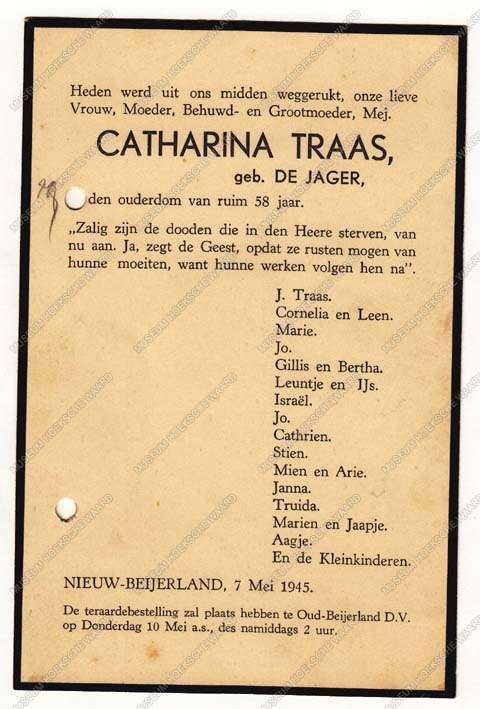 Heden werd uit ons midden weggerukt, onze lieve
Vrouw, Moeder, Behuwd- en Grootmoeder, Mej.
CATHARINA TRAAS,
geb. DE JAGER,
den ouderdom van ruim 58 jaar.
„Zalig zijn de dooden die in den Heere sterven, van
nu aan. Ja, zegt de Geest, opdat ze rusten mogen van
hunne moeiten, want hunne werken volgen hen na”.
J. Traas.
Cornelia en Leen.
Marie.
Jo.
Gillis en Bertha.
Leuntje en IJs.
Israël.
Jo.
Cathrien.
Stien.
Mien en Arie.
Janna.
Truida.
Marien en Jaapje.
Aagje.
En de Kleinkinderen.
NIEUW-BEIJERLAND, 7 Mei 1945.
De teraardebestelling zal plaats hebben te Oud-Beijerland D.V.
op Donderdag 10 Mei a.s., des namiddags 2 uur.
MUSEUM HOEKSCHE WAARD